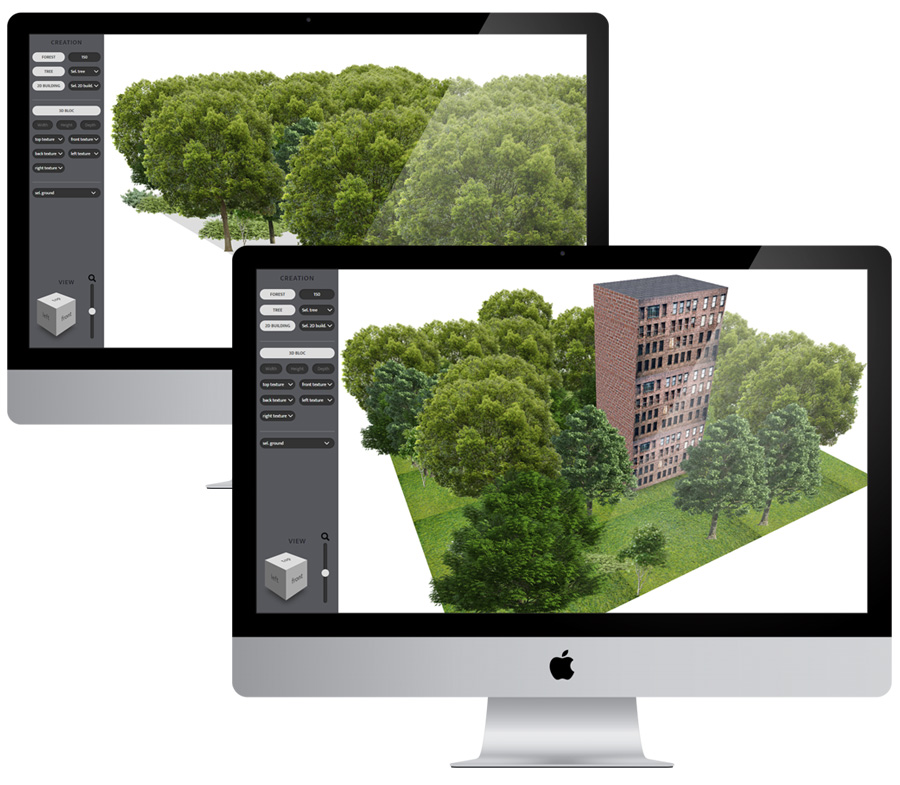 CREATION
FOREST 150
TREE Sel. tree
2D BUILDING Sel. 2D build.
3D BLOC
Width Height Depth
top texture front texture
back texture left texture
right texture
sel. ground
VIEW
top
left front
CREATION
FOREST 150
TREE Sel. tree
2D BUILDING Sel. 2D build.
3D BLOC
Width Height Depth
top texture front texture
back texture left texture
right texture
sel. ground
VIEW
top
left front